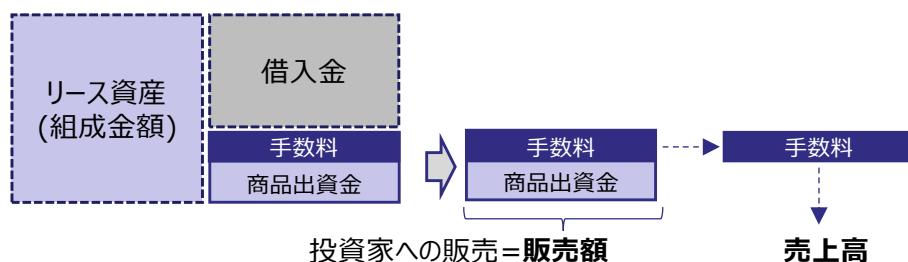 リース資産
(組成金額)
借入金
手数料
商品出資金
手数料
商品出資金
手数料
投資家への販売=販売額
売上高